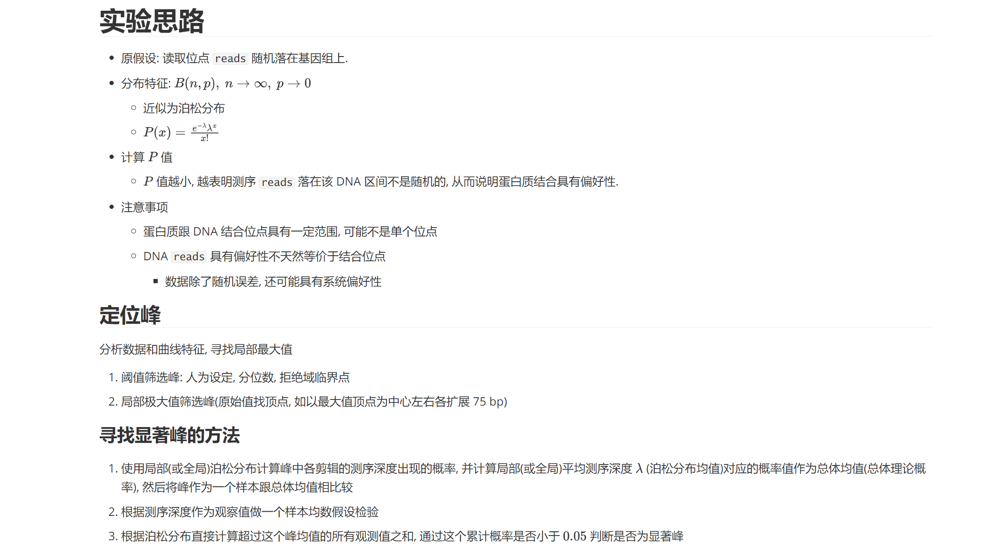 实验思路
• 原假设: 读取位点 reads 随机落在基因组上.
• 分布特征: B(n, p), n → ∞, p → 0
◦ 近似为泊松分布
◦ P(x) = \frac{e^{-λ}λ^x}{x!}
• 计算 P 值
◦ P 值越小, 越表明测序 reads 落在该 DNA 区间不是随机的, 从而说明蛋白质结合具有偏好性.
• 注意事项
◦ 蛋白质跟 DNA 结合位点具有一定范围, 可能不是单个位点
◦ DNA reads 具有偏好性不天然等价于结合位点
▪ 数据除了随机误差, 还可能具有系统偏好性
定位峰
分析数据和曲线特征, 寻找局部最大值
1. 阈值筛选峰: 人为设定, 分位数, 拒绝域临界点
2. 局部极大值筛选峰(原始值找顶点, 如以最大值顶点为中心左右各扩展 75 bp)
寻找显著峰的方法
1. 使用局部(或全局)泊松分布计算峰中各剪辑的测序深度出现的概率, 并计算局部(或全局)平均测序深度 λ (泊松分布均值)对应的概率值作为总体均值(总体理论概
率), 然后将峰作为一个样本跟总体均值相比较
2. 根据测序深度作为观察值做一个样本均数假设检验
3. 根据泊松分布直接计算超过这个峰均值的所有观测值之和, 通过这个累计概率是否小于 0.05 判断是否为显著峰